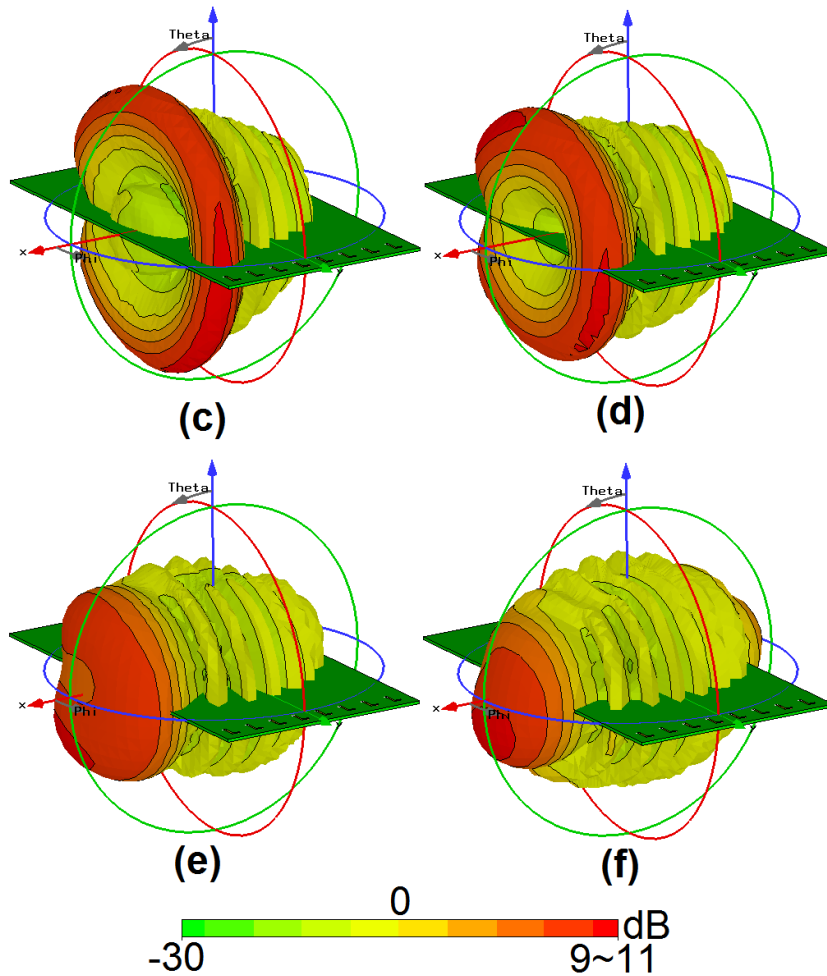 Theta
Theta
x
Phi
Y
x
Phi
Y
(c)
(d)
Theta
Theta
x
Phi
Y
x
Phi
Y
(e)
(f)
0
dB
-30
9~11